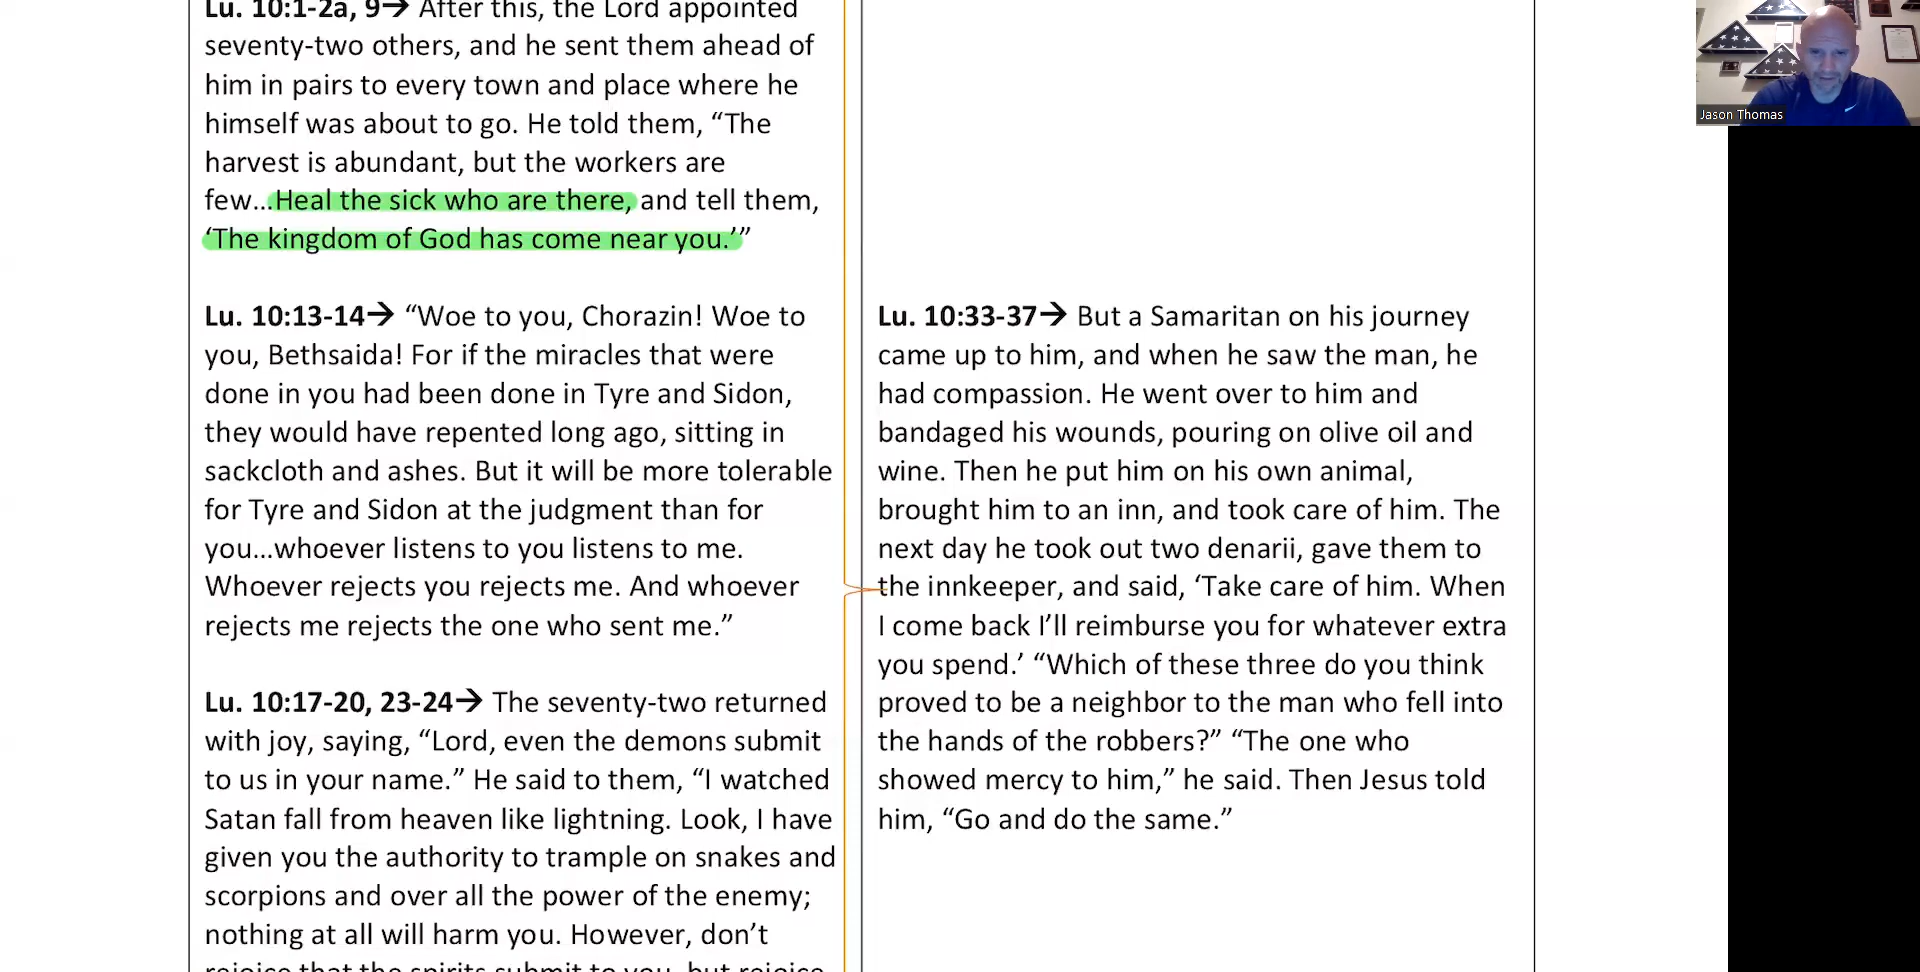 Lu. 10:1-2a, 9→ After this, the Lord appointed
seventy-two others, and he sent them ahead of
him in pairs to every town and place where he
himself was about to go. He told them, “The
harvest is abundant, but the workers are
few…Heal the sick who are there, and tell them,
‘The kingdom of God has come near you.’”
Lu. 10:13-14→ “Woe to you, Chorazin! Woe to
you, Bethsaida! For if the miracles that were
done in you had been done in Tyre and Sidon,
they would have repented long ago, sitting in
sackcloth and ashes. But it will be more tolerable
for Tyre and Sidon at the judgment than for
you…whoever listens to you listens to me.
Whoever rejects you rejects me. And whoever
rejects me rejects the one who sent me.”
Lu. 10:17-20, 23-24→ The seventy-two returned
with joy, saying, “Lord, even the demons submit
to us in your name.” He said to them, “I watched
Satan fall from heaven like lightning. Look, I have
given you the authority to trample on snakes and
scorpions and over all the power of the enemy;
nothing at all will harm you. However, don’t
rejoice that the spirits submit to you, but rejoice
Lu. 10:33-37→ But a Samaritan on his journey
came up to him, and when he saw the man, he
had compassion. He went over to him and
bandaged his wounds, pouring on olive oil and
wine. Then he put him on his own animal,
brought him to an inn, and took care of him. The
next day he took out two denarii, gave them to
the innkeeper, and said, ‘Take care of him. When
I come back I’ll reimburse you for whatever extra
you spend.’ “Which of these three do you think
proved to be a neighbor to the man who fell into
the hands of the robbers?” “The one who
showed mercy to him,” he said. Then Jesus told
him, “Go and do the same.”
Jason Thomas